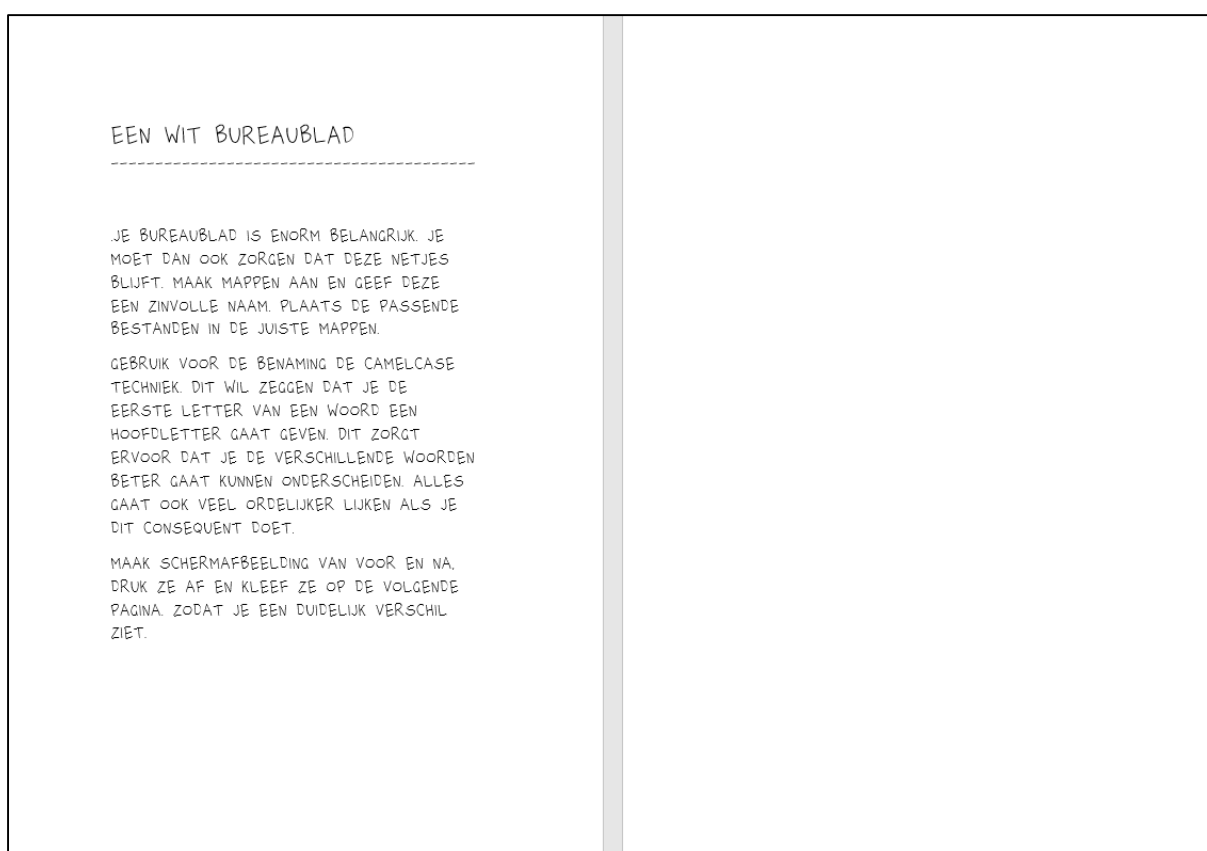 EEN WIT BUREAUBLAD
-----------------------------------------
.JE BUREAUBLAD IS ENORM BELANGRIJK. JE
MOET DAN OOK ZORGEN DAT DEZE NETJES
BLIJFT. MAAK MAPPEN AAN EN GEEF DEZE
EEN ZINVOLLE NAAM. PLAATS DE PASSENDE
BESTANDEN IN DE JUISTE MAPPEN.
GEBRUIK VOOR DE BENAMING DE CAMELCASE
TECHNIEK. DIT WIL ZEGGEN DAT JE DE
EERSTE LETTER VAN EEN WOORD EEN
HOOFDLETTER GAAT GEVEN. DIT ZORGT
ERVOOR DAT JE DE VERSCHILLENDE WOORDEN
BETER GAAT KUNNEN ONDERSCHEIDEN. ALLES
GAAT OOK VEEL ORDELIJKER LIJKEN ALS JE
DIT CONSEQUENT DOET.
MAAK SCHERMAFBEELDING VAN VOOR EN NA,
DRUK ZE AF EN KLEEF ZE OP DE VOLGENDE
PAGINA. ZODAT JE EEN DUIDELIJK VERSCHIL
ZIET.